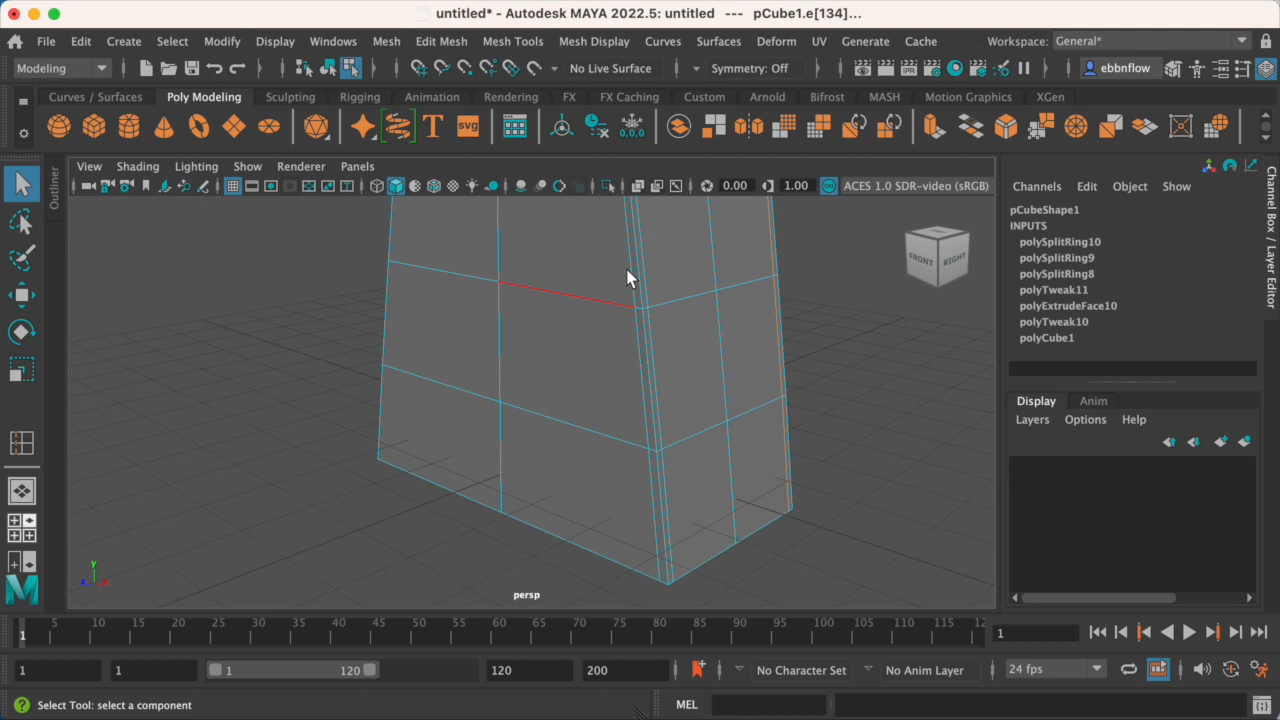 untitled* - Autodesk MAYA 2022.5: untitled --- pCube1.e[134]...
File Edit Create Select Modify Display Windows Mesh Edit Mesh Mesh Tools Mesh Display Curves Surfaces Deform UV Generate Cache Workspace: General*
Modeling No Live Surface Symmetry: Off IPR ebbnflow
Curves / Surfaces Poly Modeling Sculpting Rigging Animation Rendering FX FX Caching Custom Arnold Bifrost MASH Motion Graphics XGen
T SVG 0,0,0
View Shading Lighting Show Renderer Panels
0.00 1.00 ON ACES 1.0 SDR-video (sRGB)
Outliner
Channels Edit Object Show
pCubeShape1
INPUTS
polySplitRing10
polySplitRing9
polySplitRing8
polyTweak11
polyExtrudeFace10
polyTweak10
polyCube1
Channel Box / Layer Editor
FRONT RIGHT
Display Anim
Layers Options Help
y
z x
persp
5 10 15 20 25 30 35 40 45 50 55 60 65 70 75 80 85 90 95 100 105 110 115 12
1 1
1 1 1 120 120 200 No Character Set No Anim Layer 24 fps
Select Tool: select a component MEL